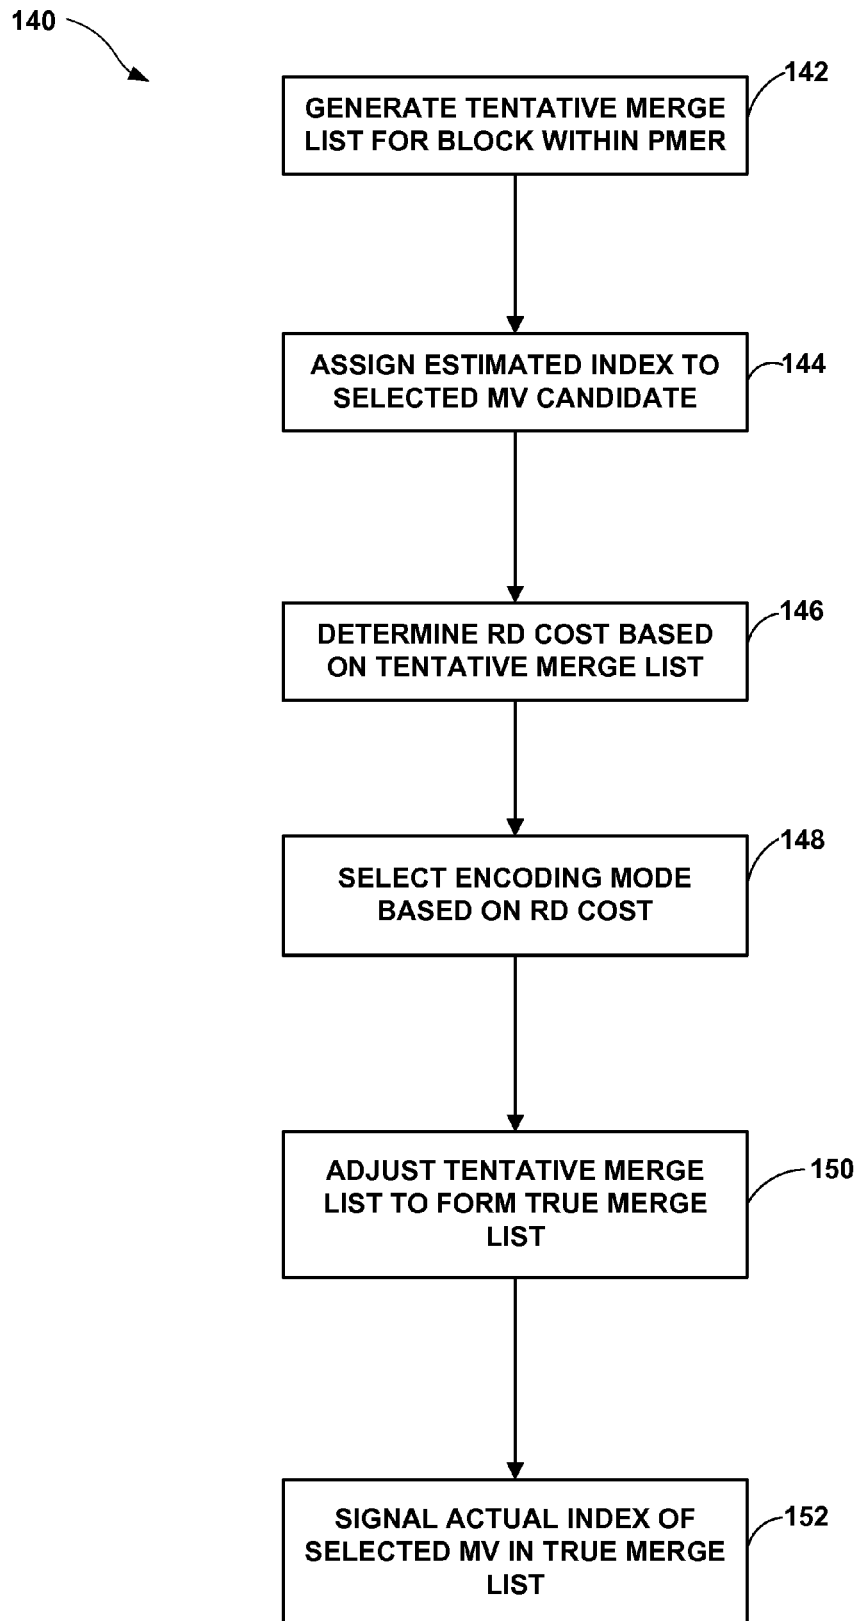 140
142
GENERATE TENTATIVE MERGE
LIST FOR BLOCK WITHIN PMER
144
ASSIGN ESTIMATED INDEX TO
SELECTED MV CANDIDATE
146
DETERMINE RD COST BASED
ON TENTATIVE MERGE LIST
148
SELECT ENCODING MODE
BASED ON RD COST
150
ADJUST TENTATIVE MERGE
LIST TO FORM TRUE MERGE
LIST
152
SIGNAL ACTUAL INDEX OF
SELECTED MV IN TRUE MERGE
LIST